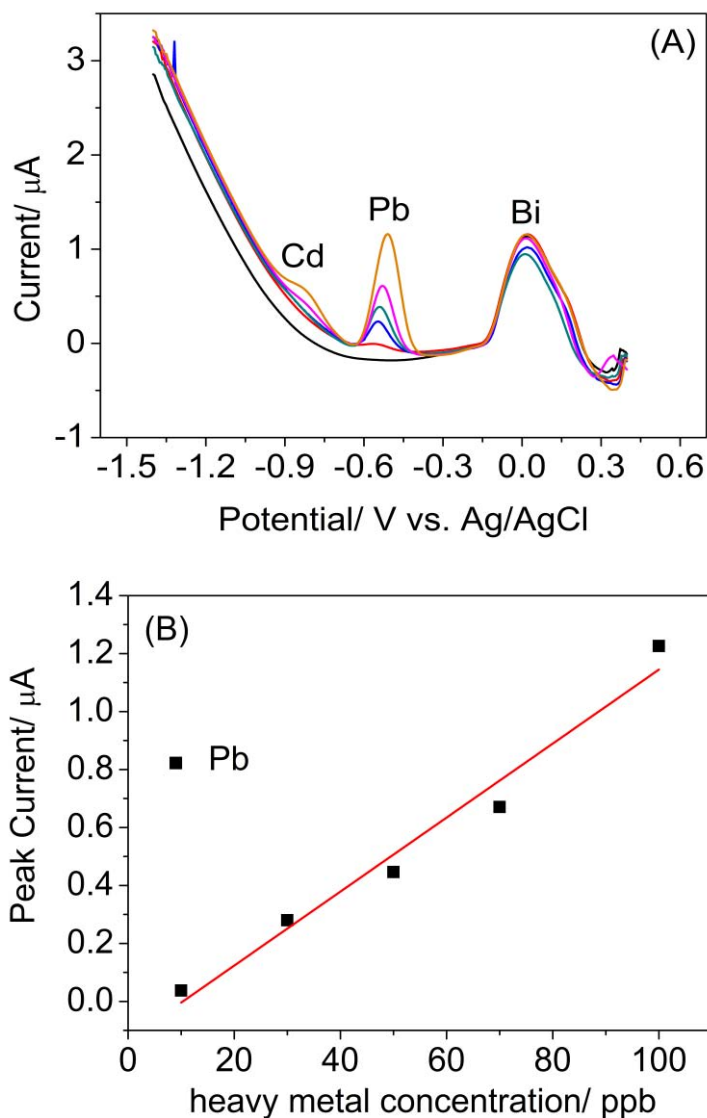 (A)
3
2
1
0
-1
Current/ µA
Cd
Pb
Bi
-1.5 -1.2 -0.9 -0.6 -0.3 0.0 0.3 0.6
Potential/ V vs. Ag/AgCl
1.4
(B)
1.2
1.0
0.8
0.6
0.4
0.2
0.0
Peak Current/ µA
Pb
0 20 40 60 80 100
heavy metal concentration/ ppb